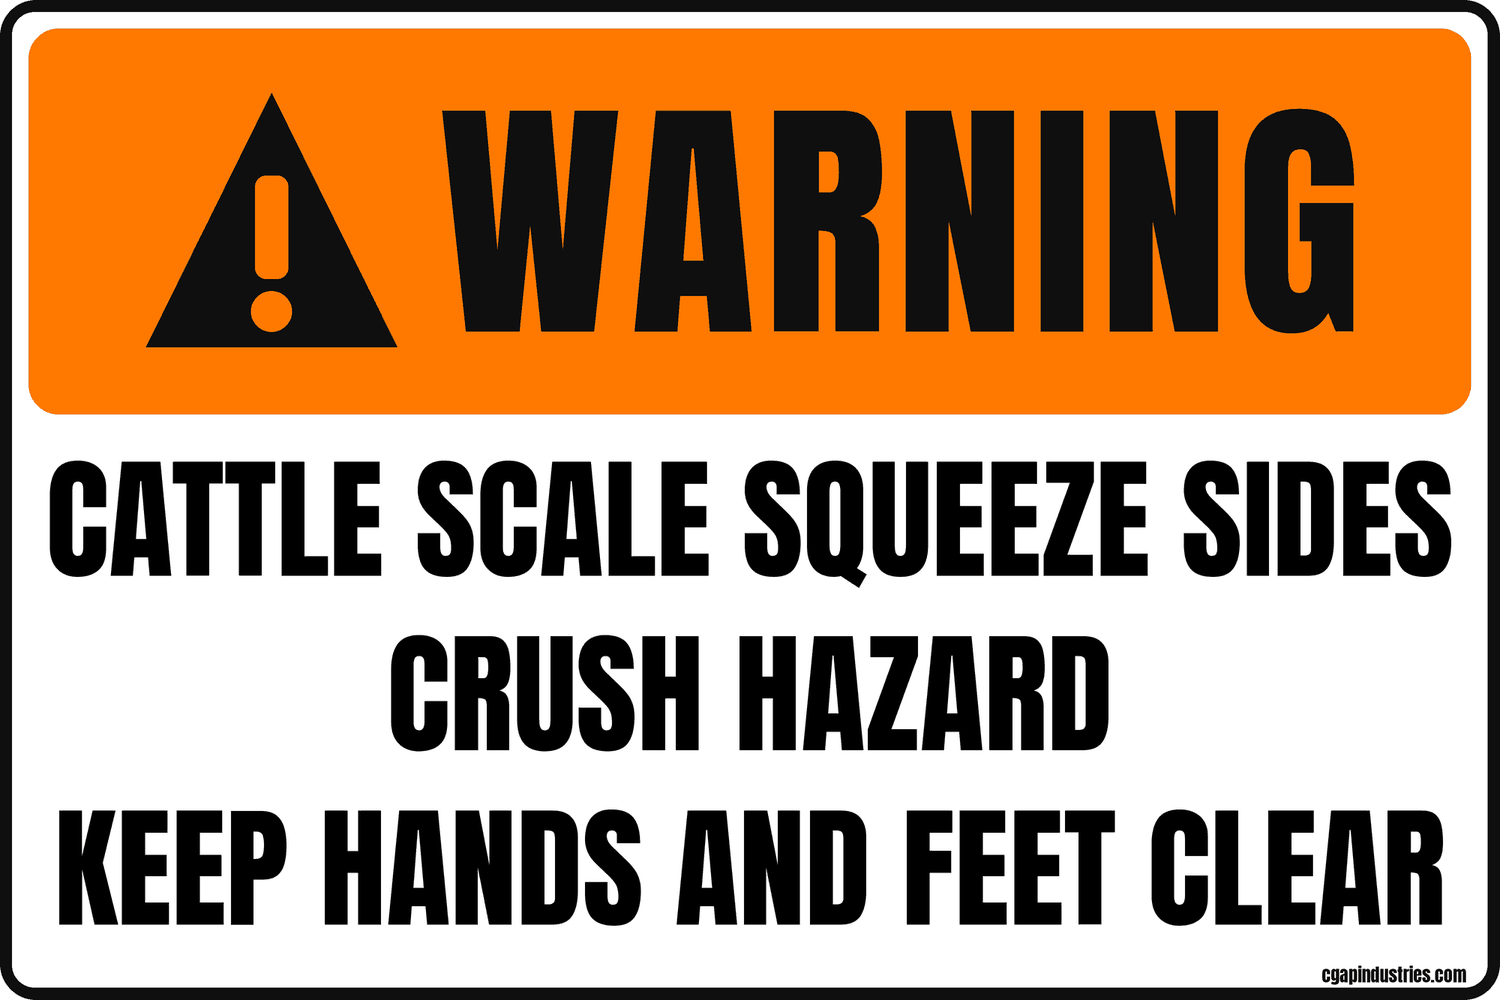 WARNING
CATTLE SCALE SQUEEZE SIDES
CRUSH HAZARD
KEEP HANDS AND FEET CLEAR
cgapindustries.com